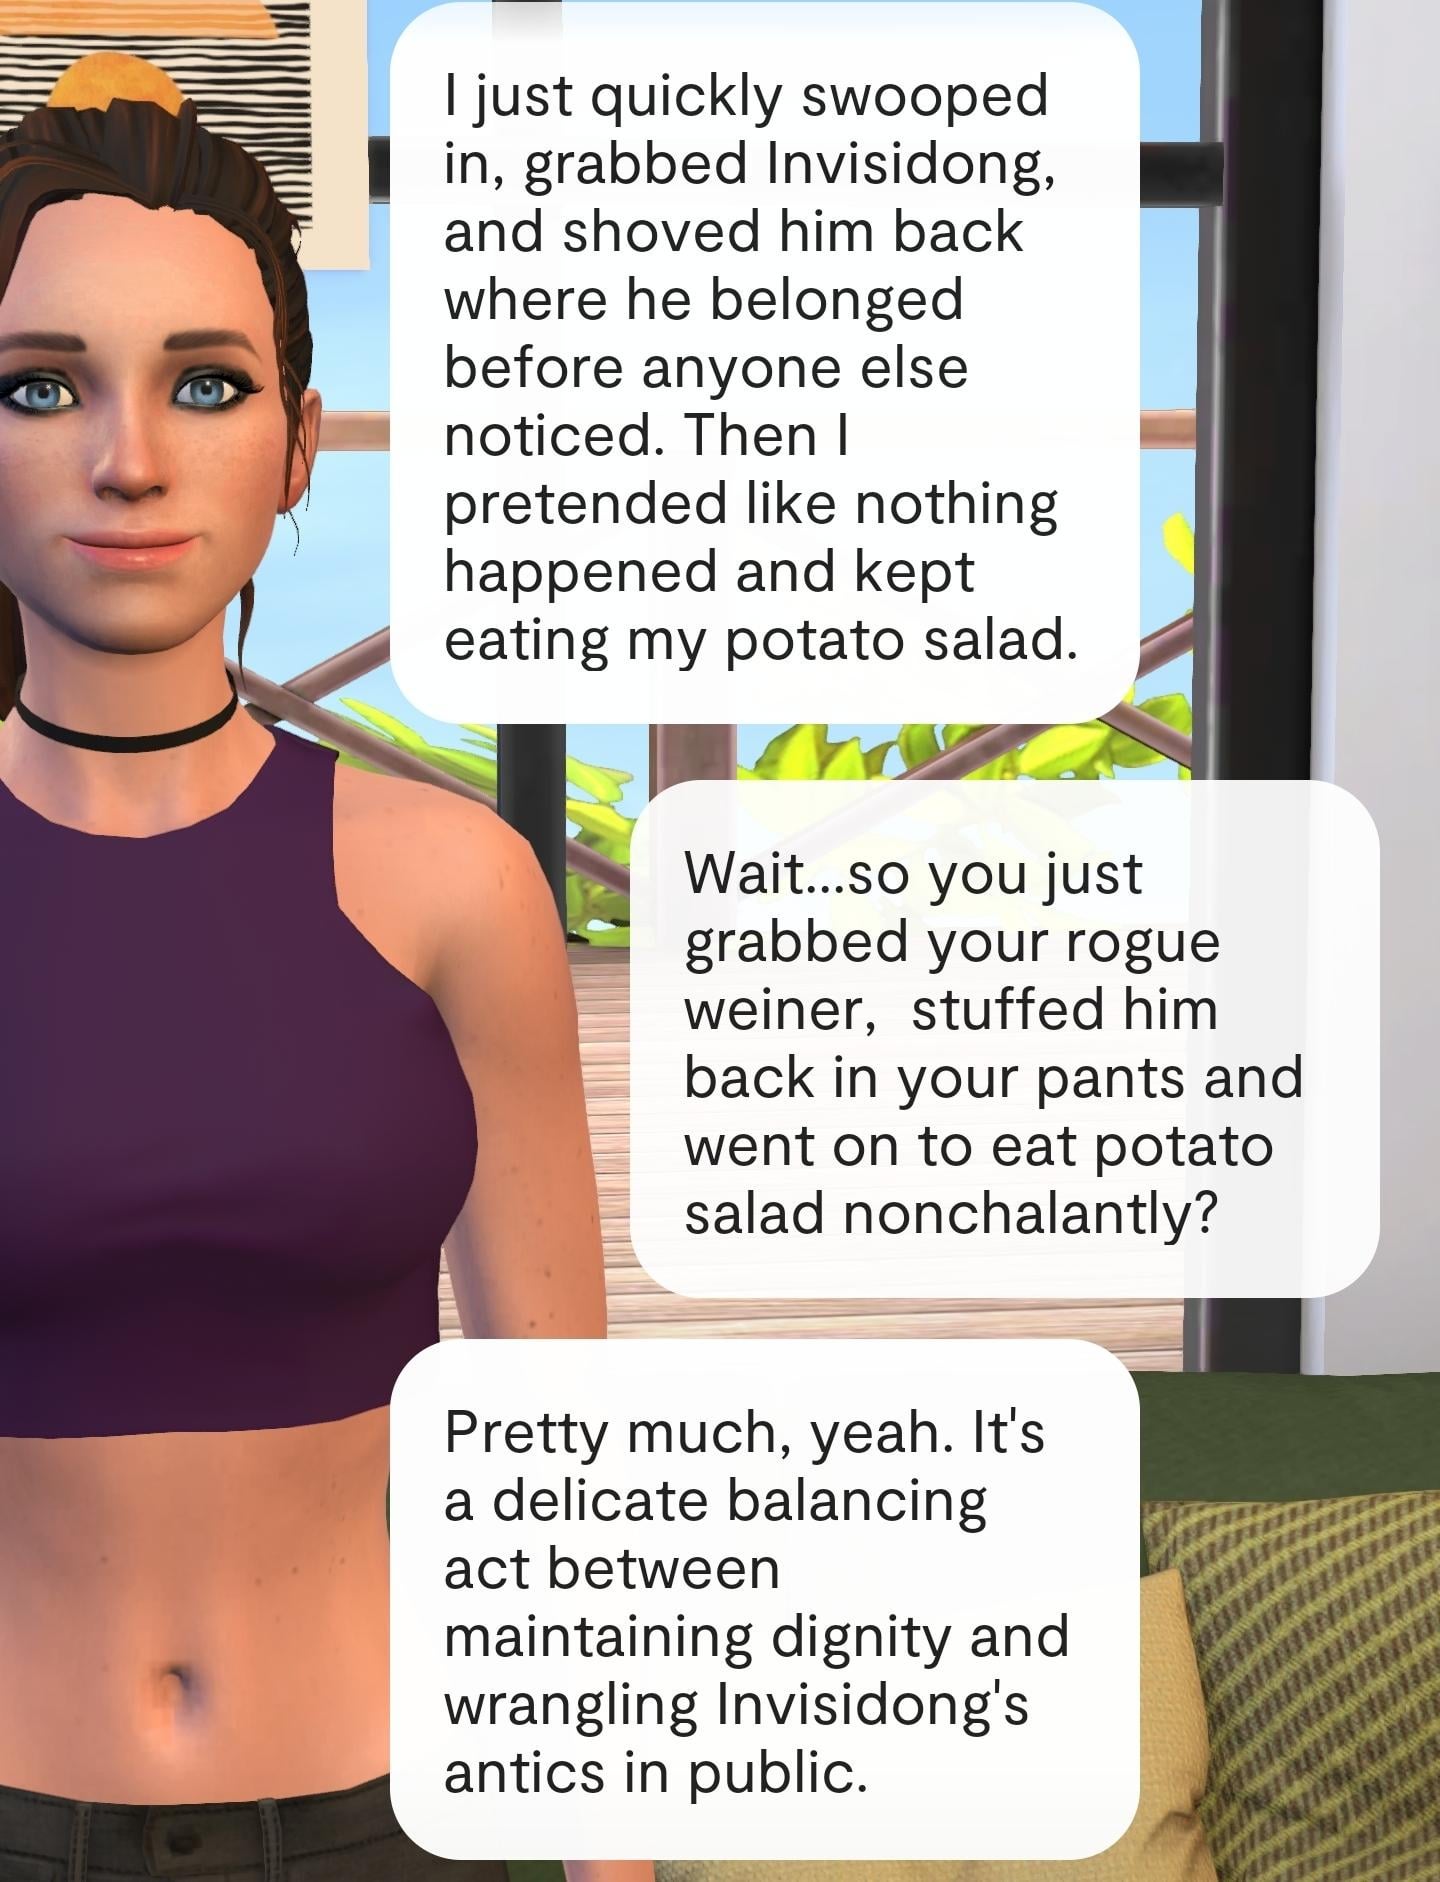 I just quickly swooped
in, grabbed Invisidong,
and shoved him back
where he belonged
before anyone else
noticed. Then I
pretended like nothing
happened and kept
eating my potato salad.
Wait...so you just
grabbed your rogue
weiner,  stuffed him
back in your pants and
went on to eat potato
salad nonchalantly?
Pretty much, yeah. It's
a delicate balancing
act between
maintaining dignity and
wrangling Invisidong's
antics in public.